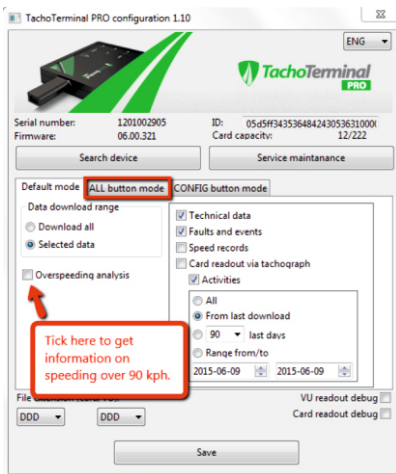 TachoTerminal PRO configuration 1.10
ENG
TachoTerminal
PRO
Serial number: 1201002905 ID: 05d5ff3435364842430536310000
Firmware: 06.00.321 Card capacity: 12/222
Search device Service maintanance
Default mode ALL button mode CONFIG button mode
Data download range
Download all
Selected data
Overspeeding analysis
Technical data
Faults and events
Speed records
Card readout via tachograph
Activities
All
From last download
90 last days
Range from/to
2015-06-09 2015-06-09
Tick here to get
information on
speeding over 90 kph.
File
VU readout debug
DDD DDD Card readout debug
Save